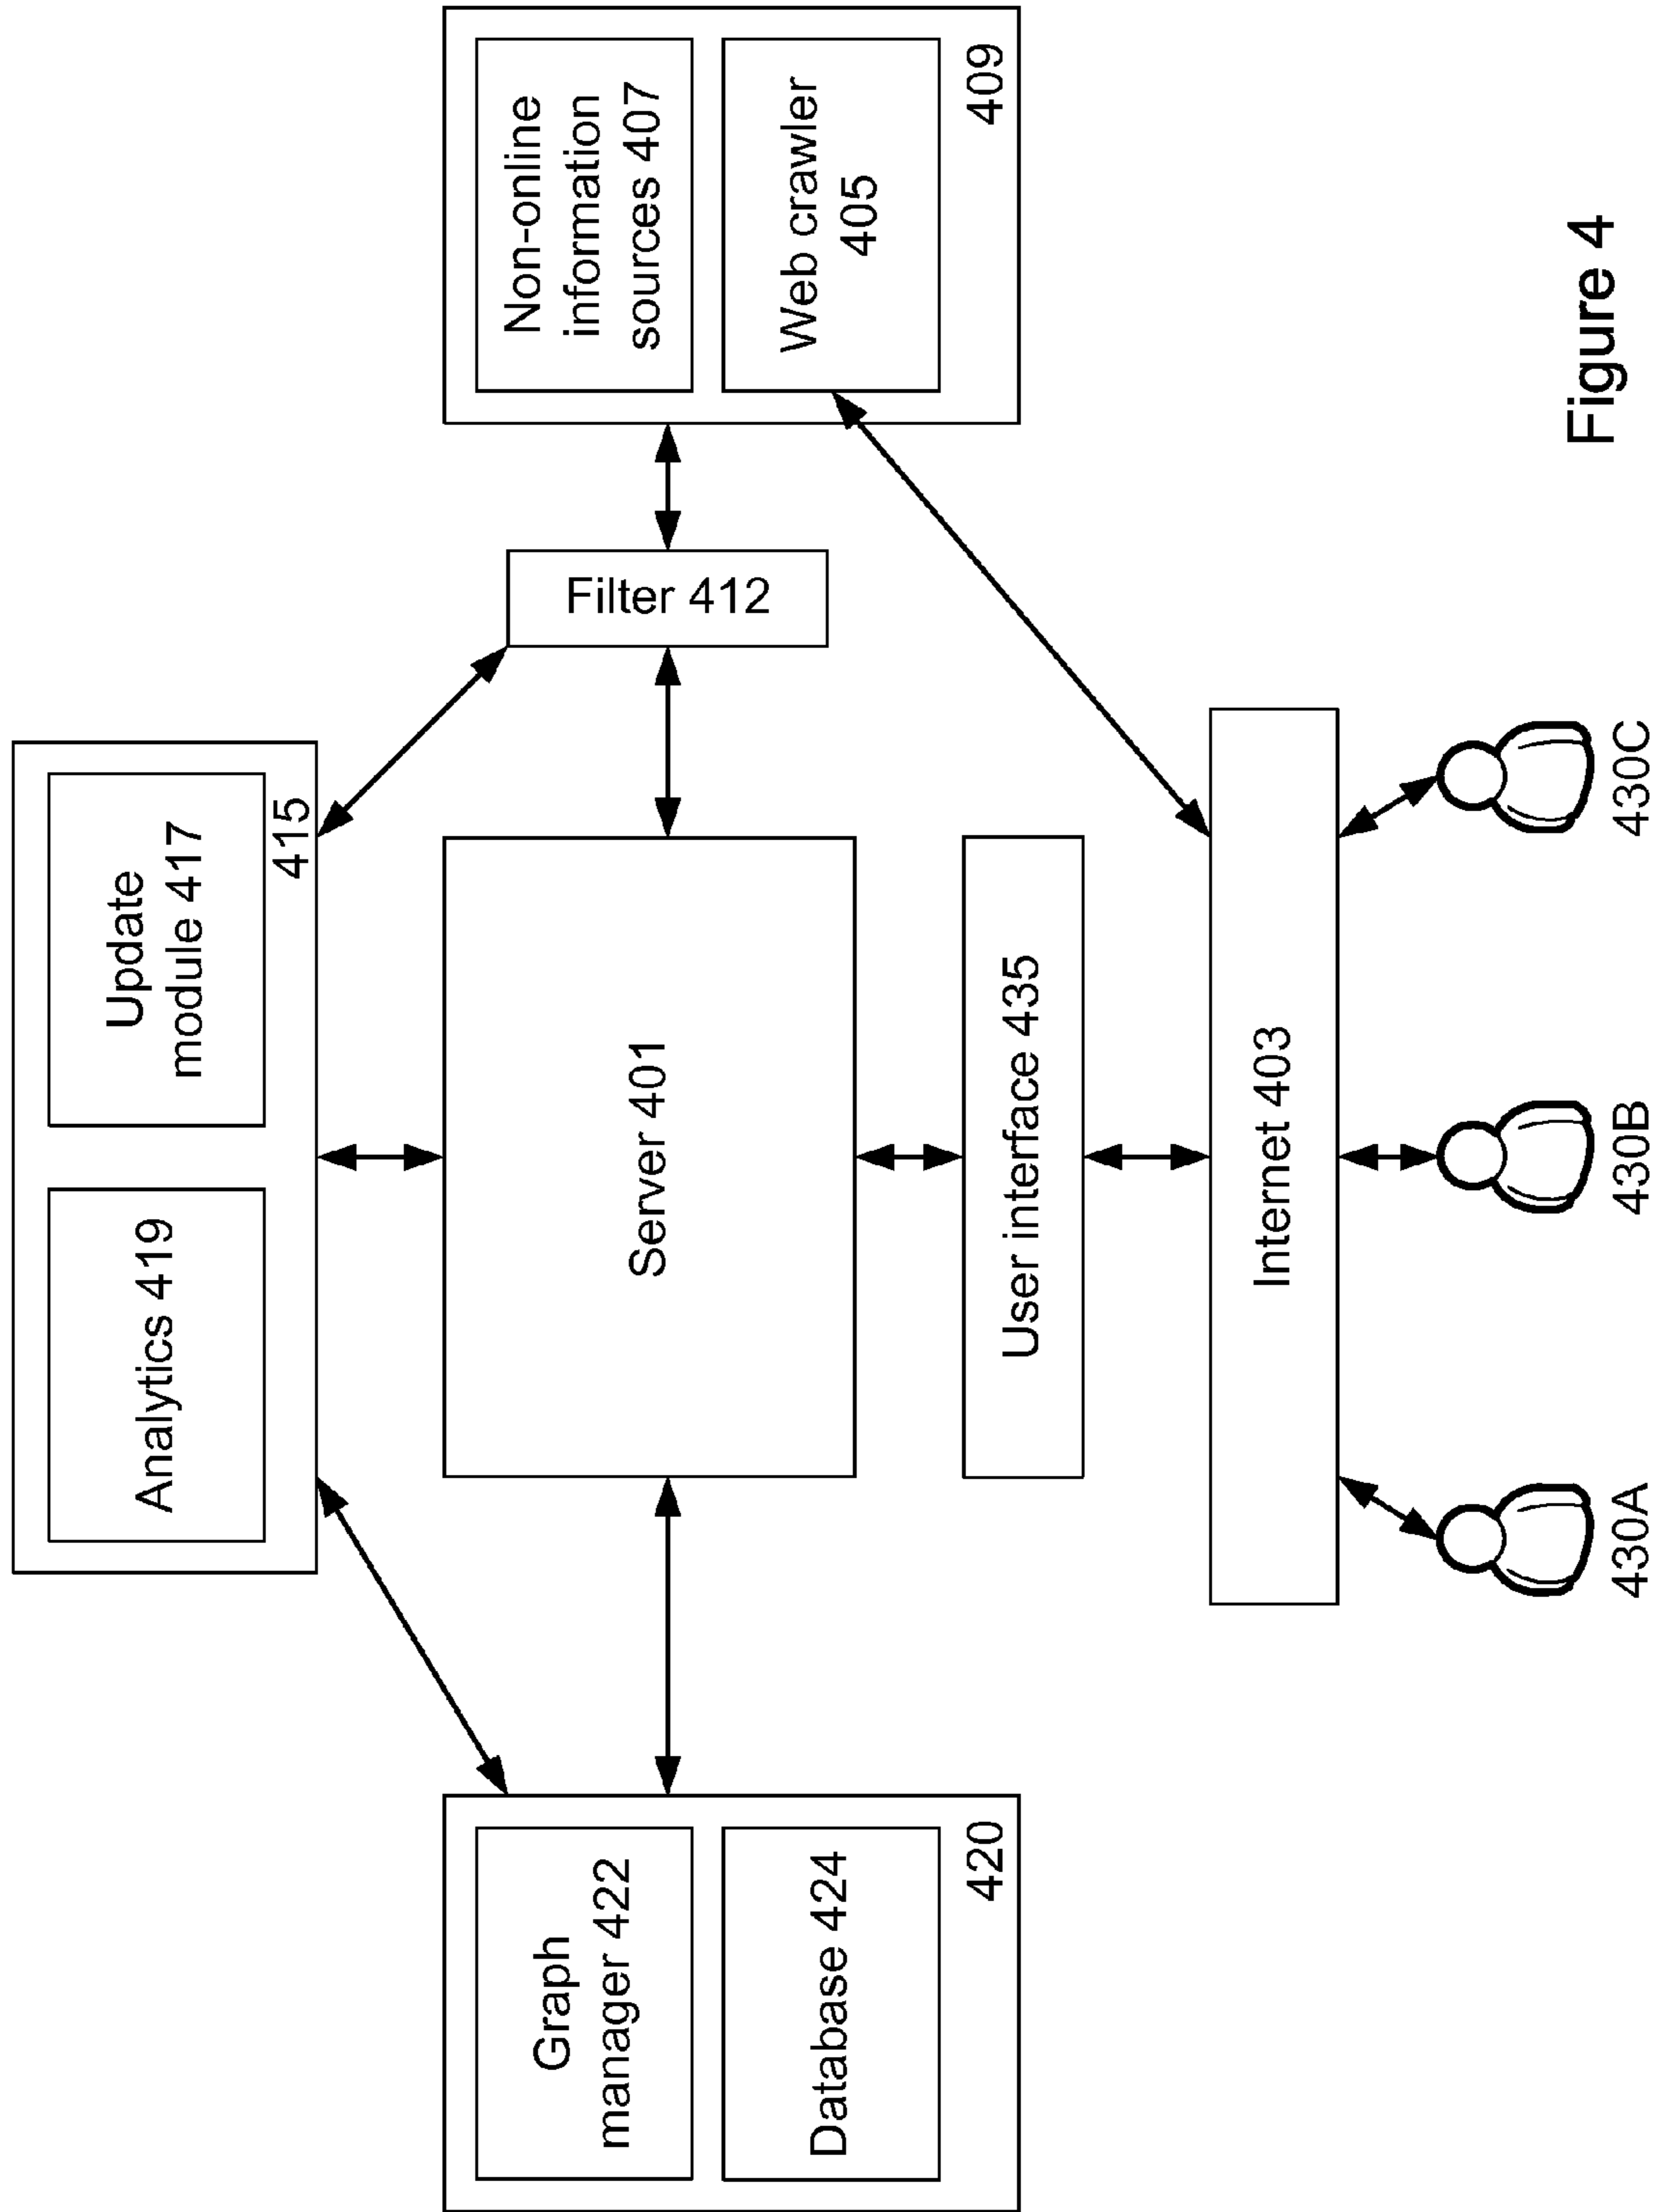 Analytics 419
Update
module 417
415
Graph
manager 422
Database 424
420
Server 401
Filter 412
Non-online
information
sources 407
Web crawler
405
409
User interface 435
Internet 403
430A
430B
430C
Figure 4